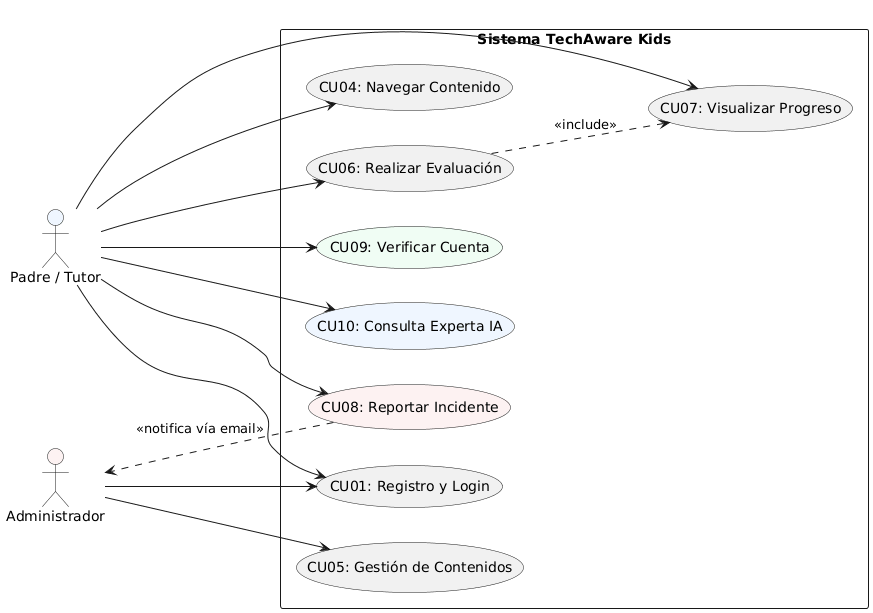 Sistema TechAware Kids
CU04: Navegar Contenido
CU07: Visualizar Progreso
«include»
CU06: Realizar Evaluación
CU09: Verificar Cuenta
Padre / Tutor
CU10: Consulta Experta IA
CU08: Reportar Incidente
«notifica vía email»
CU01: Registro y Login
Administrador
CU05: Gestión de Contenidos